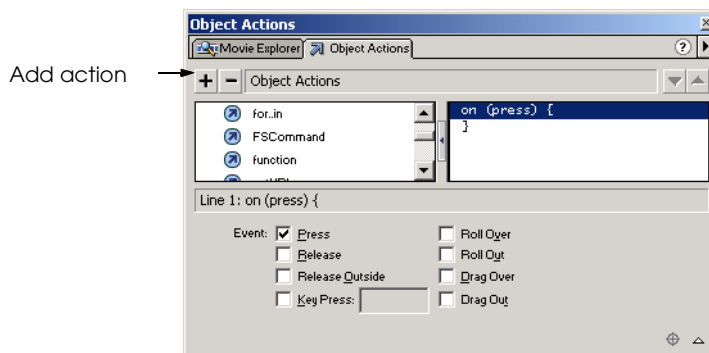 Object Actions
Movie Explorer Object Actions
Add action
+ - Object Actions
for..in
FSCommand
function
on (press) {
}
Line 1: on (press) {
Event: Press
Release
Release Outside
Key Press:
Roll Over
Roll Out
Drag Over
Drag Out